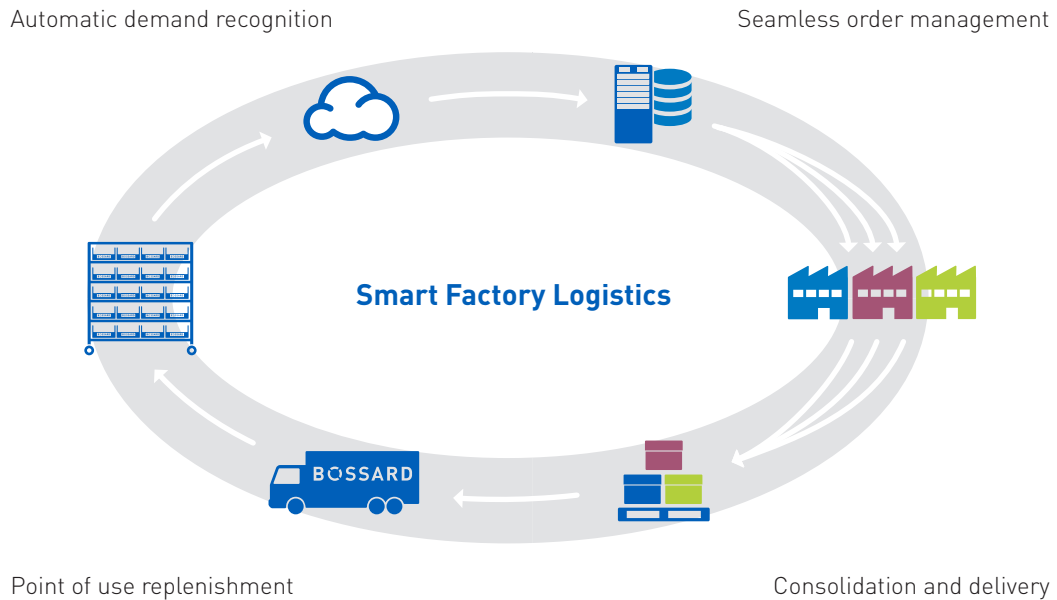 Automatic demand recognition
Seamless order management
Smart Factory Logistics
BOSSARD
Point of use replenishment
Consolidation and delivery